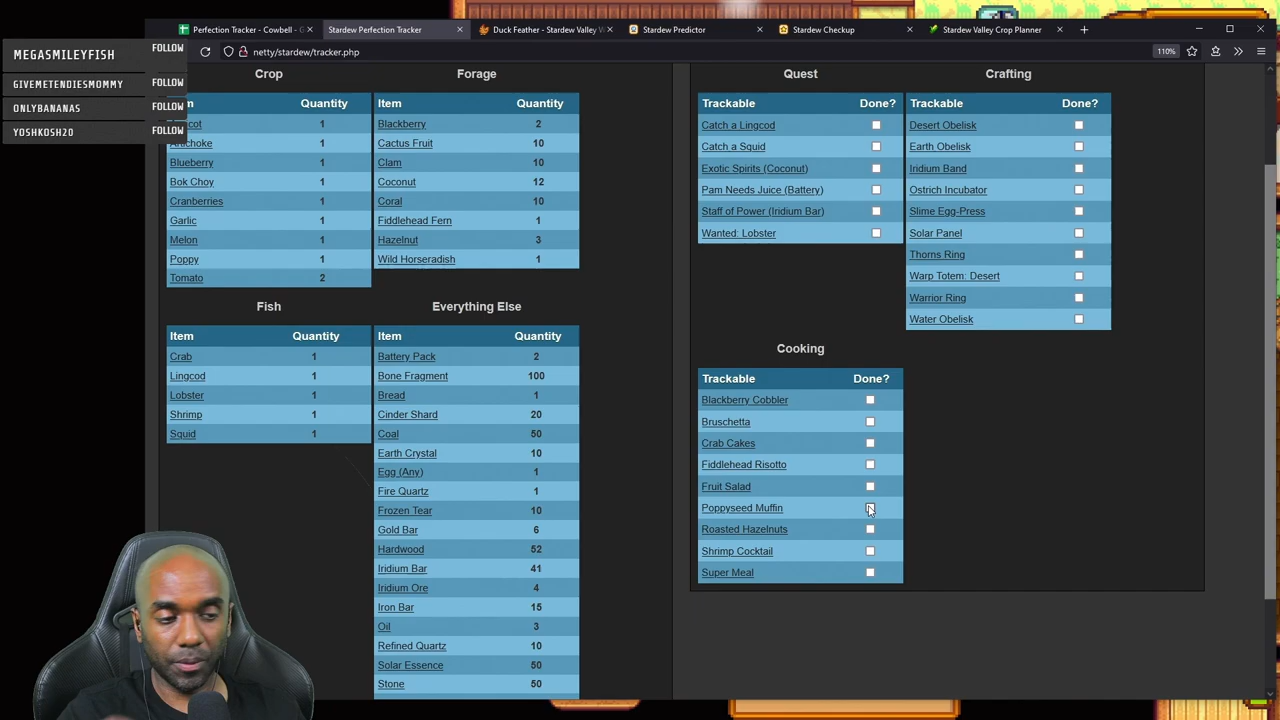 Perfection Tracker - Cowbell - G
Stardew Perfection Tracker
Duck Feather - Stardew Valley W
Stardew Predictor
Stardew Checkup
Stardew Valley Crop Planner
netty/stardew/tracker.php
110%
MEGASMILEYFISH FOLLOW
GIVEMETENDIESMOMMY FOLLOW
ONLYBANANAS FOLLOW
YOSHKOSH20 FOLLOW
Crop
Quantity
1
Artichoke 1
Blueberry 1
Bok Choy 1
Cranberries 1
Garlic 1
Melon 1
Poppy 1
Tomato 2
Forage
Item Quantity
Blackberry 2
Cactus Fruit 10
Clam 10
Coconut 12
Coral 10
Fiddlehead Fern 1
Hazelnut 3
Wild Horseradish 1
Fish
Item Quantity
Crab 1
Lingcod 1
Lobster 1
Shrimp 1
Squid 1
Everything Else
Item Quantity
Battery Pack 2
Bone Fragment 100
Bread 1
Cinder Shard 20
Coal 50
Earth Crystal 10
Egg (Any) 1
Fire Quartz 1
Frozen Tear 10
Gold Bar 6
Hardwood 52
Iridium Bar 41
Iridium Ore 4
Iron Bar 15
Oil 3
Refined Quartz 10
Solar Essence 50
Stone 50
Quest
Trackable Done?
Catch a Lingcod
Catch a Squid
Exotic Spirits (Coconut)
Pam Needs Juice (Battery)
Staff of Power (Iridium Bar)
Wanted: Lobster
Crafting
Trackable Done?
Desert Obelisk
Earth Obelisk
Iridium Band
Ostrich Incubator
Slime Egg-Press
Solar Panel
Thorns Ring
Warp Totem: Desert
Warrior Ring
Water Obelisk
Cooking
Trackable Done?
Blackberry Cobbler
Bruschetta
Crab Cakes
Fiddlehead Risotto
Fruit Salad
Poppyseed Muffin
Roasted Hazelnuts
Shrimp Cocktail
Super Meal